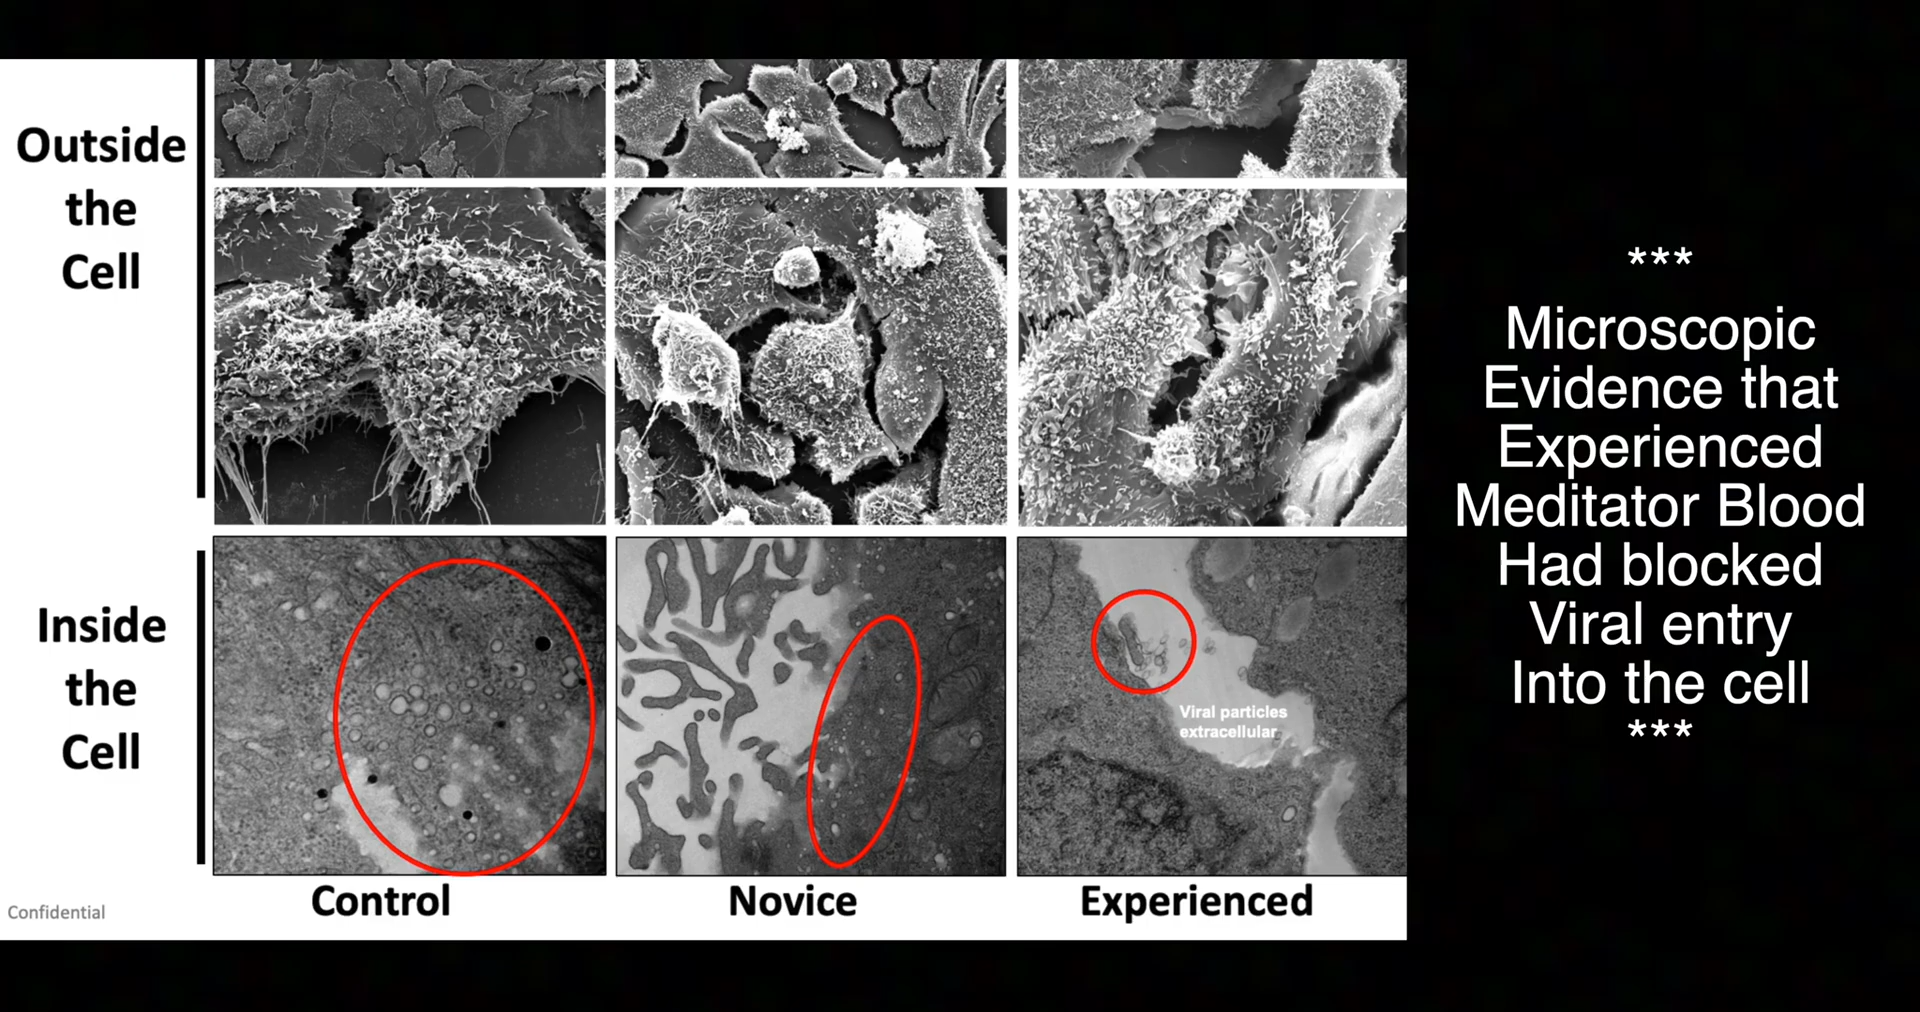 Outside
the
Cell
Inside
the
Cell
Viral particles
extracellular
Control
Novice
Experienced
Confidential
***
Microscopic
Evidence that
Experienced
Meditator Blood
Had blocked
Viral entry
Into the cell
***